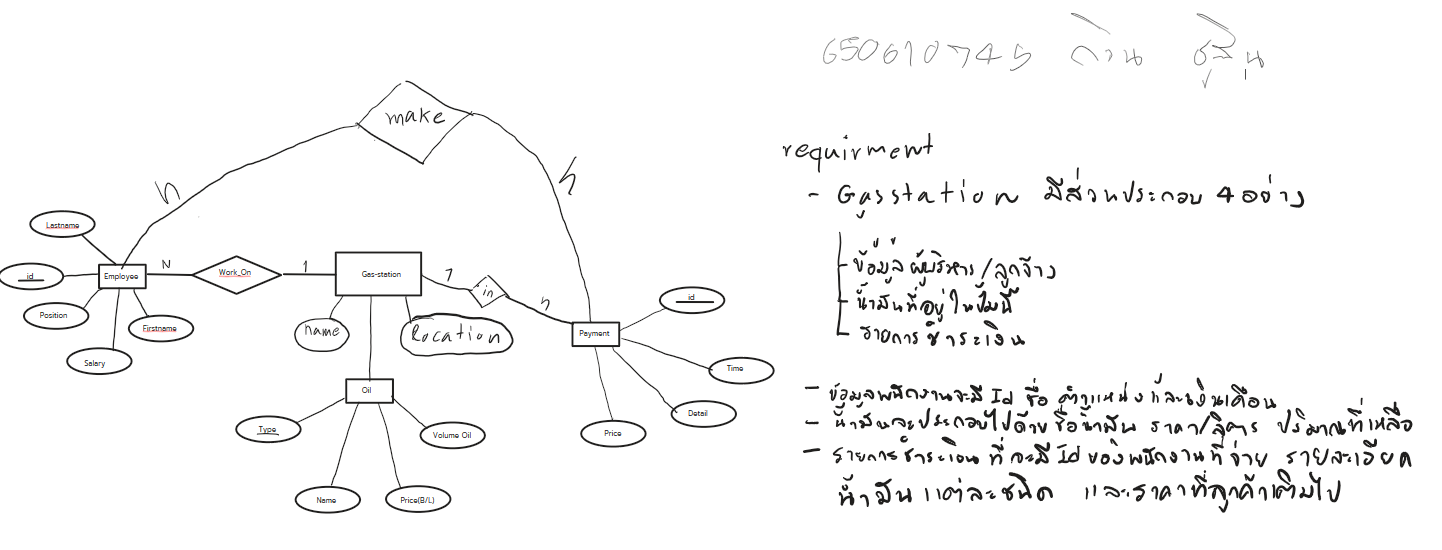 650610745 ก้าน
make
n
n
Lastname
id
Employee
N
Work_On
1
Gas-station
1
in
n
id
Position
Firstname
name
location
Payment
Salary
Time
Oil
Type
Volume Oil
Detail
Price
Name
Price(B/L)
requirment
- Gasstation มีส่วนประกอบ 4 อย่าง
- ข้อมูลผู้บริหาร/ลูกจ้าง
- น้ำมันที่อยู่ในปั๊มนี้
- รายการชำระเงิน
- ข้อมูลพนักงานจะมี Id ชื่อ ตำแหน่ง และเงินเดือน
- น้ำมันจะประกอบไปด้วย ชื่อน้ำมัน ราคา/ลิตร ปริมาณที่เหลือ
- รายการชำระเงิน ที่จะมี Id ของพนักงานที่จ่าย รายละเอียด
น้ำมันแต่ละชนิด และราคาที่ลูกค้าเติมไป